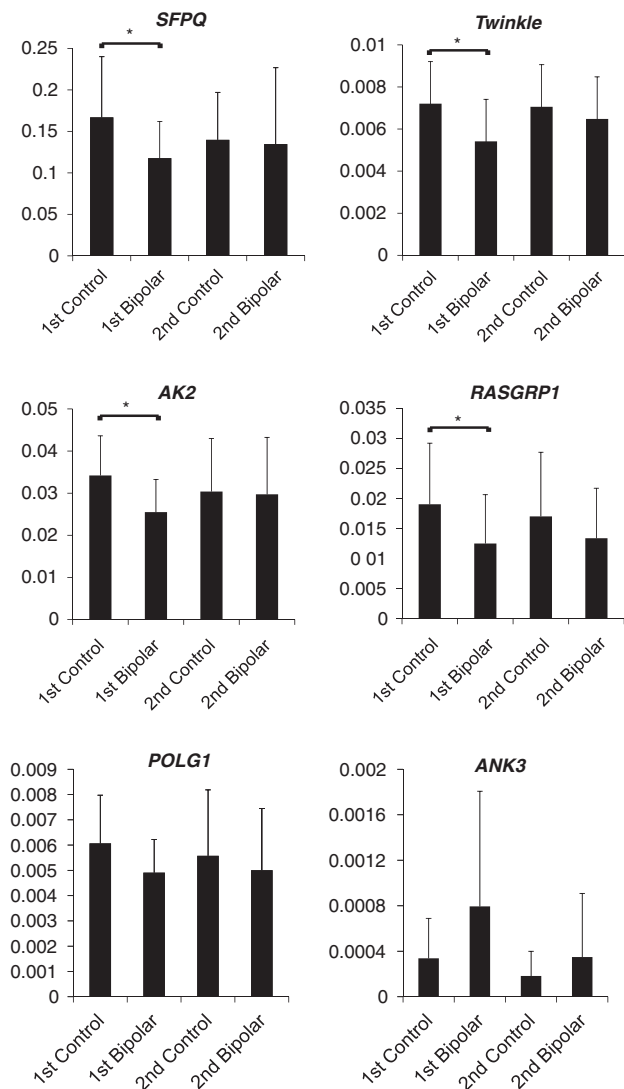 SFPQ
*
0.25
0.2
0.15
0.1
0.05
0
1st Control
1st Bipolar
2nd Control
2nd Bipolar
Twinkle
*
0.01
0.008
0.006
0.004
0.002
0
1st Control
1st Bipolar
2nd Control
2nd Bipolar
AK2
*
0.05
0.04
0.03
0.02
0.01
0
1st Control
1st Bipolar
2nd Control
2nd Bipolar
RASGRP1
*
0.035
0.03
0.025
0.02
0.015
0 01
0.005
0
1st Control
1st Bipolar
2nd Control
2nd Bipolar
POLG1
0.009
0.008
0.007
0.006
0.005
0.004
0.003
0.002
0.001
0
1st Control
1st Bipolar
2nd Control
2nd Bipolar
ANK3
0.002
0.0016
0.0012
0.0008
0.0004
0
1st Control
1st Bipolar
2nd Control
2nd Bipolar